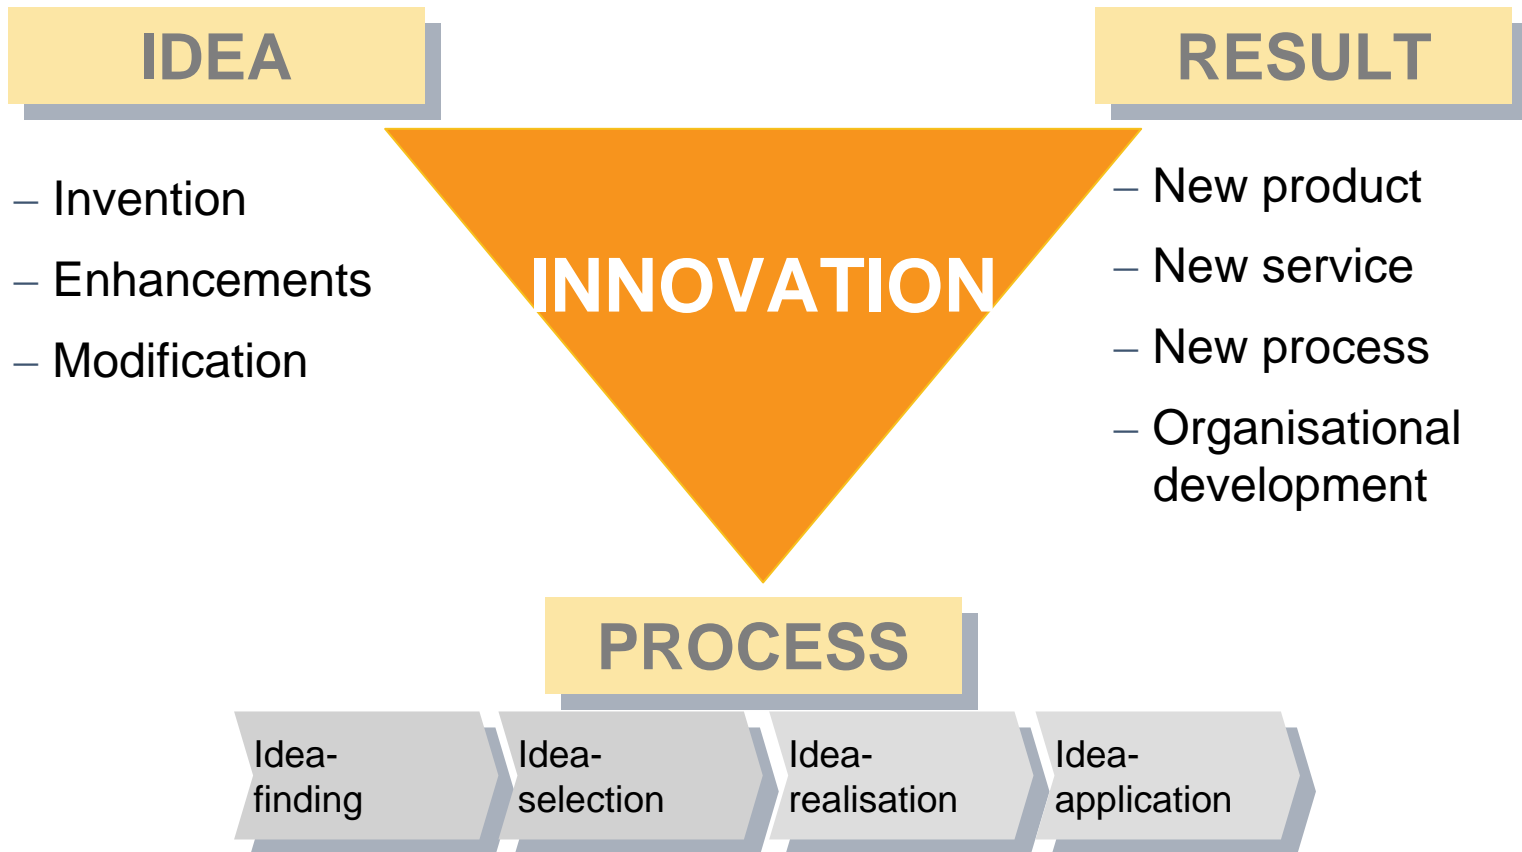 IDEA
– Invention
– Enhancements
– Modification
INNOVATION
RESULT
– New product
– New service
– New process
– Organisational
development
PROCESS
Idea-
finding
Idea-
selection
Idea-
realisation
Idea-
application